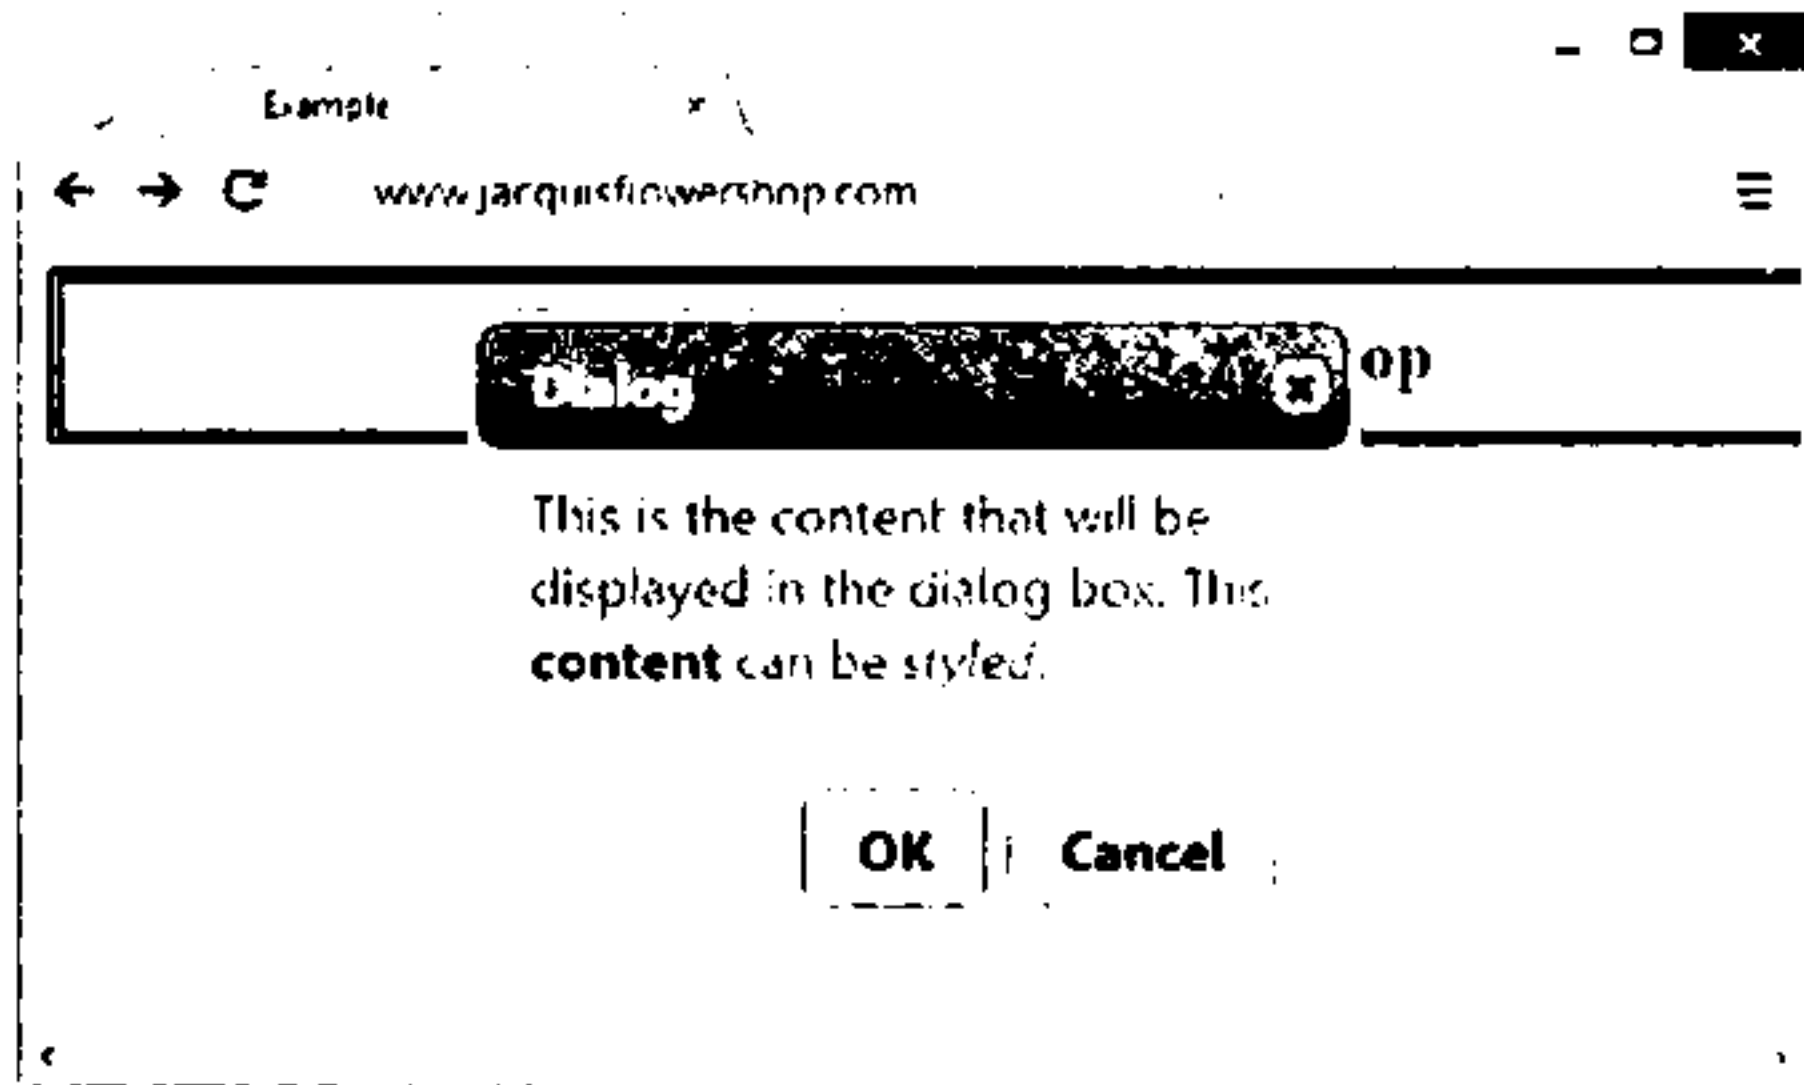 Example
www.jacquisflowershop.com
op
Dialog
This is the content that will be
displayed in the dialog box. This
content can be styled.
OK Cancel